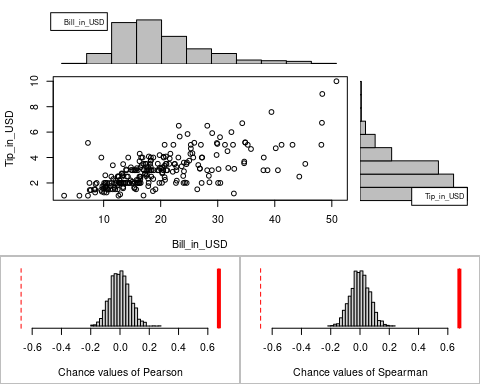 Bill_in_USD
10
8
6
4
2
Tip_in_USD
10 20 30 40 50
Bill_in_USD
Tip_in_USD
-0.6 -0.4 -0.2 0.0 0.2 0.4 0.6
Chance values of Pearson
-0.6 -0.4 -0.2 0.0 0.2 0.4 0.6
Chance values of Spearman